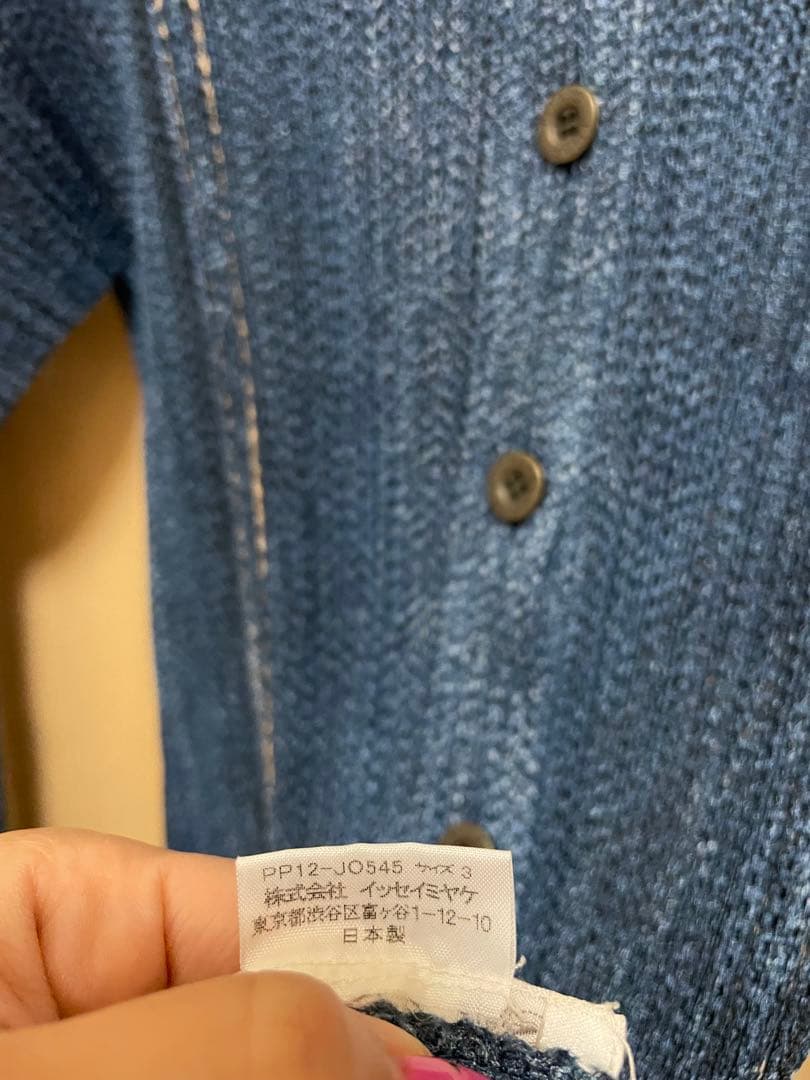 PP12-JO545 サイズ 3
株式会社 イッセイミヤケ
東京都渋谷区富ヶ谷1-12-10
日本製